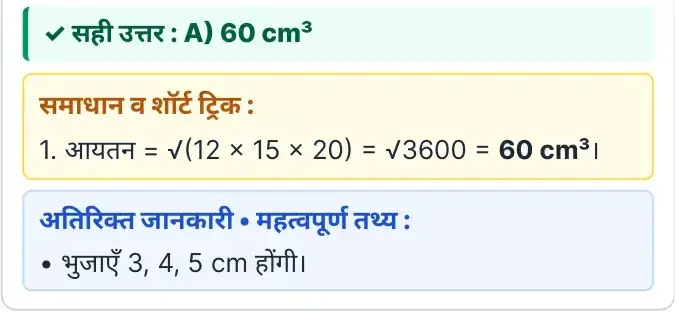 ✓ सही उत्तर : A) 60 cm³
समाधान व शॉर्ट ट्रिक :
1. आयतन = √(12 × 15 × 20) = √3600 = 60 cm³।
अतिरिक्त जानकारी • महत्वपूर्ण तथ्य :
• भुजाएँ 3, 4, 5 cm होंगी।